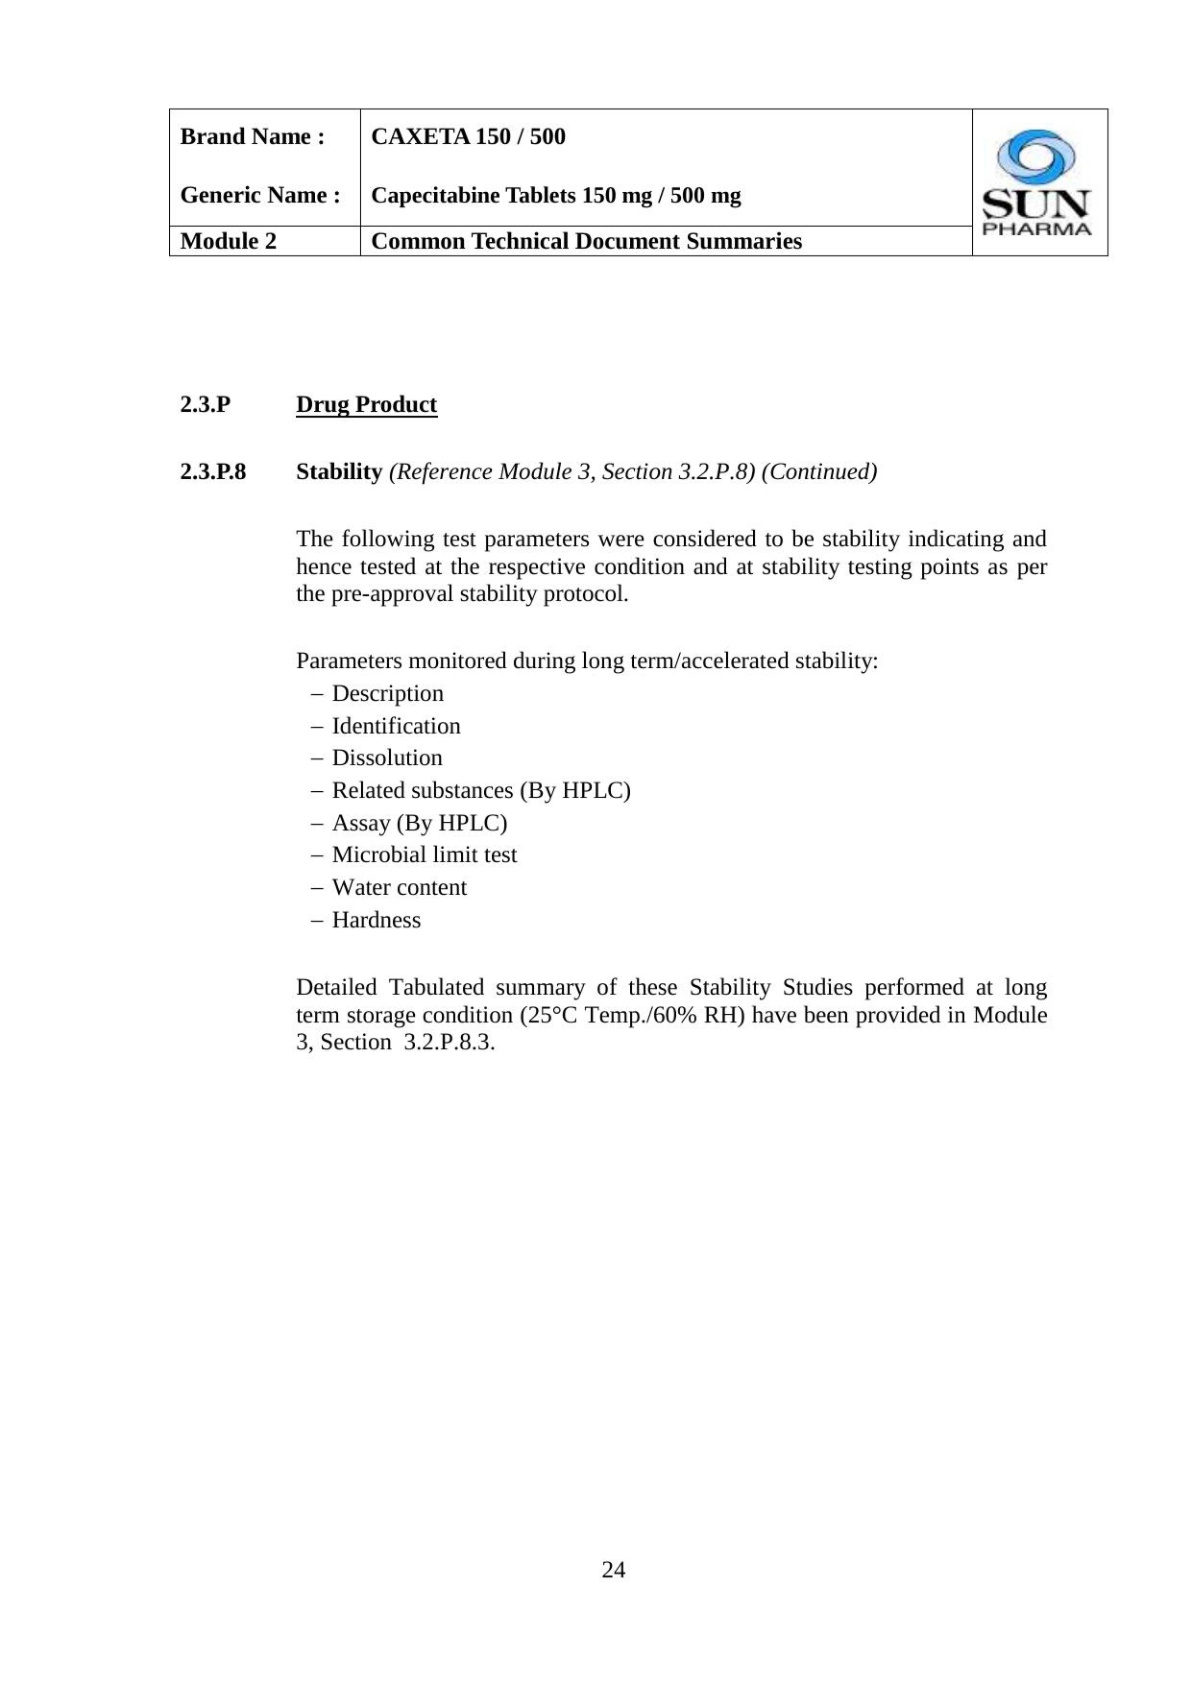 Brand Name : CAXETA 150 / 500
Generic Name : Capecitabine Tablets 150 mg / 500 mg
Module 2 Common Technical Document Summaries
SUN
PHARMA
2.3.P Drug Product
2.3.P.8 Stability (Reference Module 3, Section 3.2.P.8) (Continued)
The following test parameters were considered to be stability indicating and
hence tested at the respective condition and at stability testing points as per
the pre-approval stability protocol.
Parameters monitored during long term/accelerated stability:
– Description
– Identification
– Dissolution
– Related substances (By HPLC)
– Assay (By HPLC)
– Microbial limit test
– Water content
– Hardness
Detailed Tabulated summary of these Stability Studies performed at long
term storage condition (25°C Temp./60% RH) have been provided in Module
3, Section 3.2.P.8.3.
24